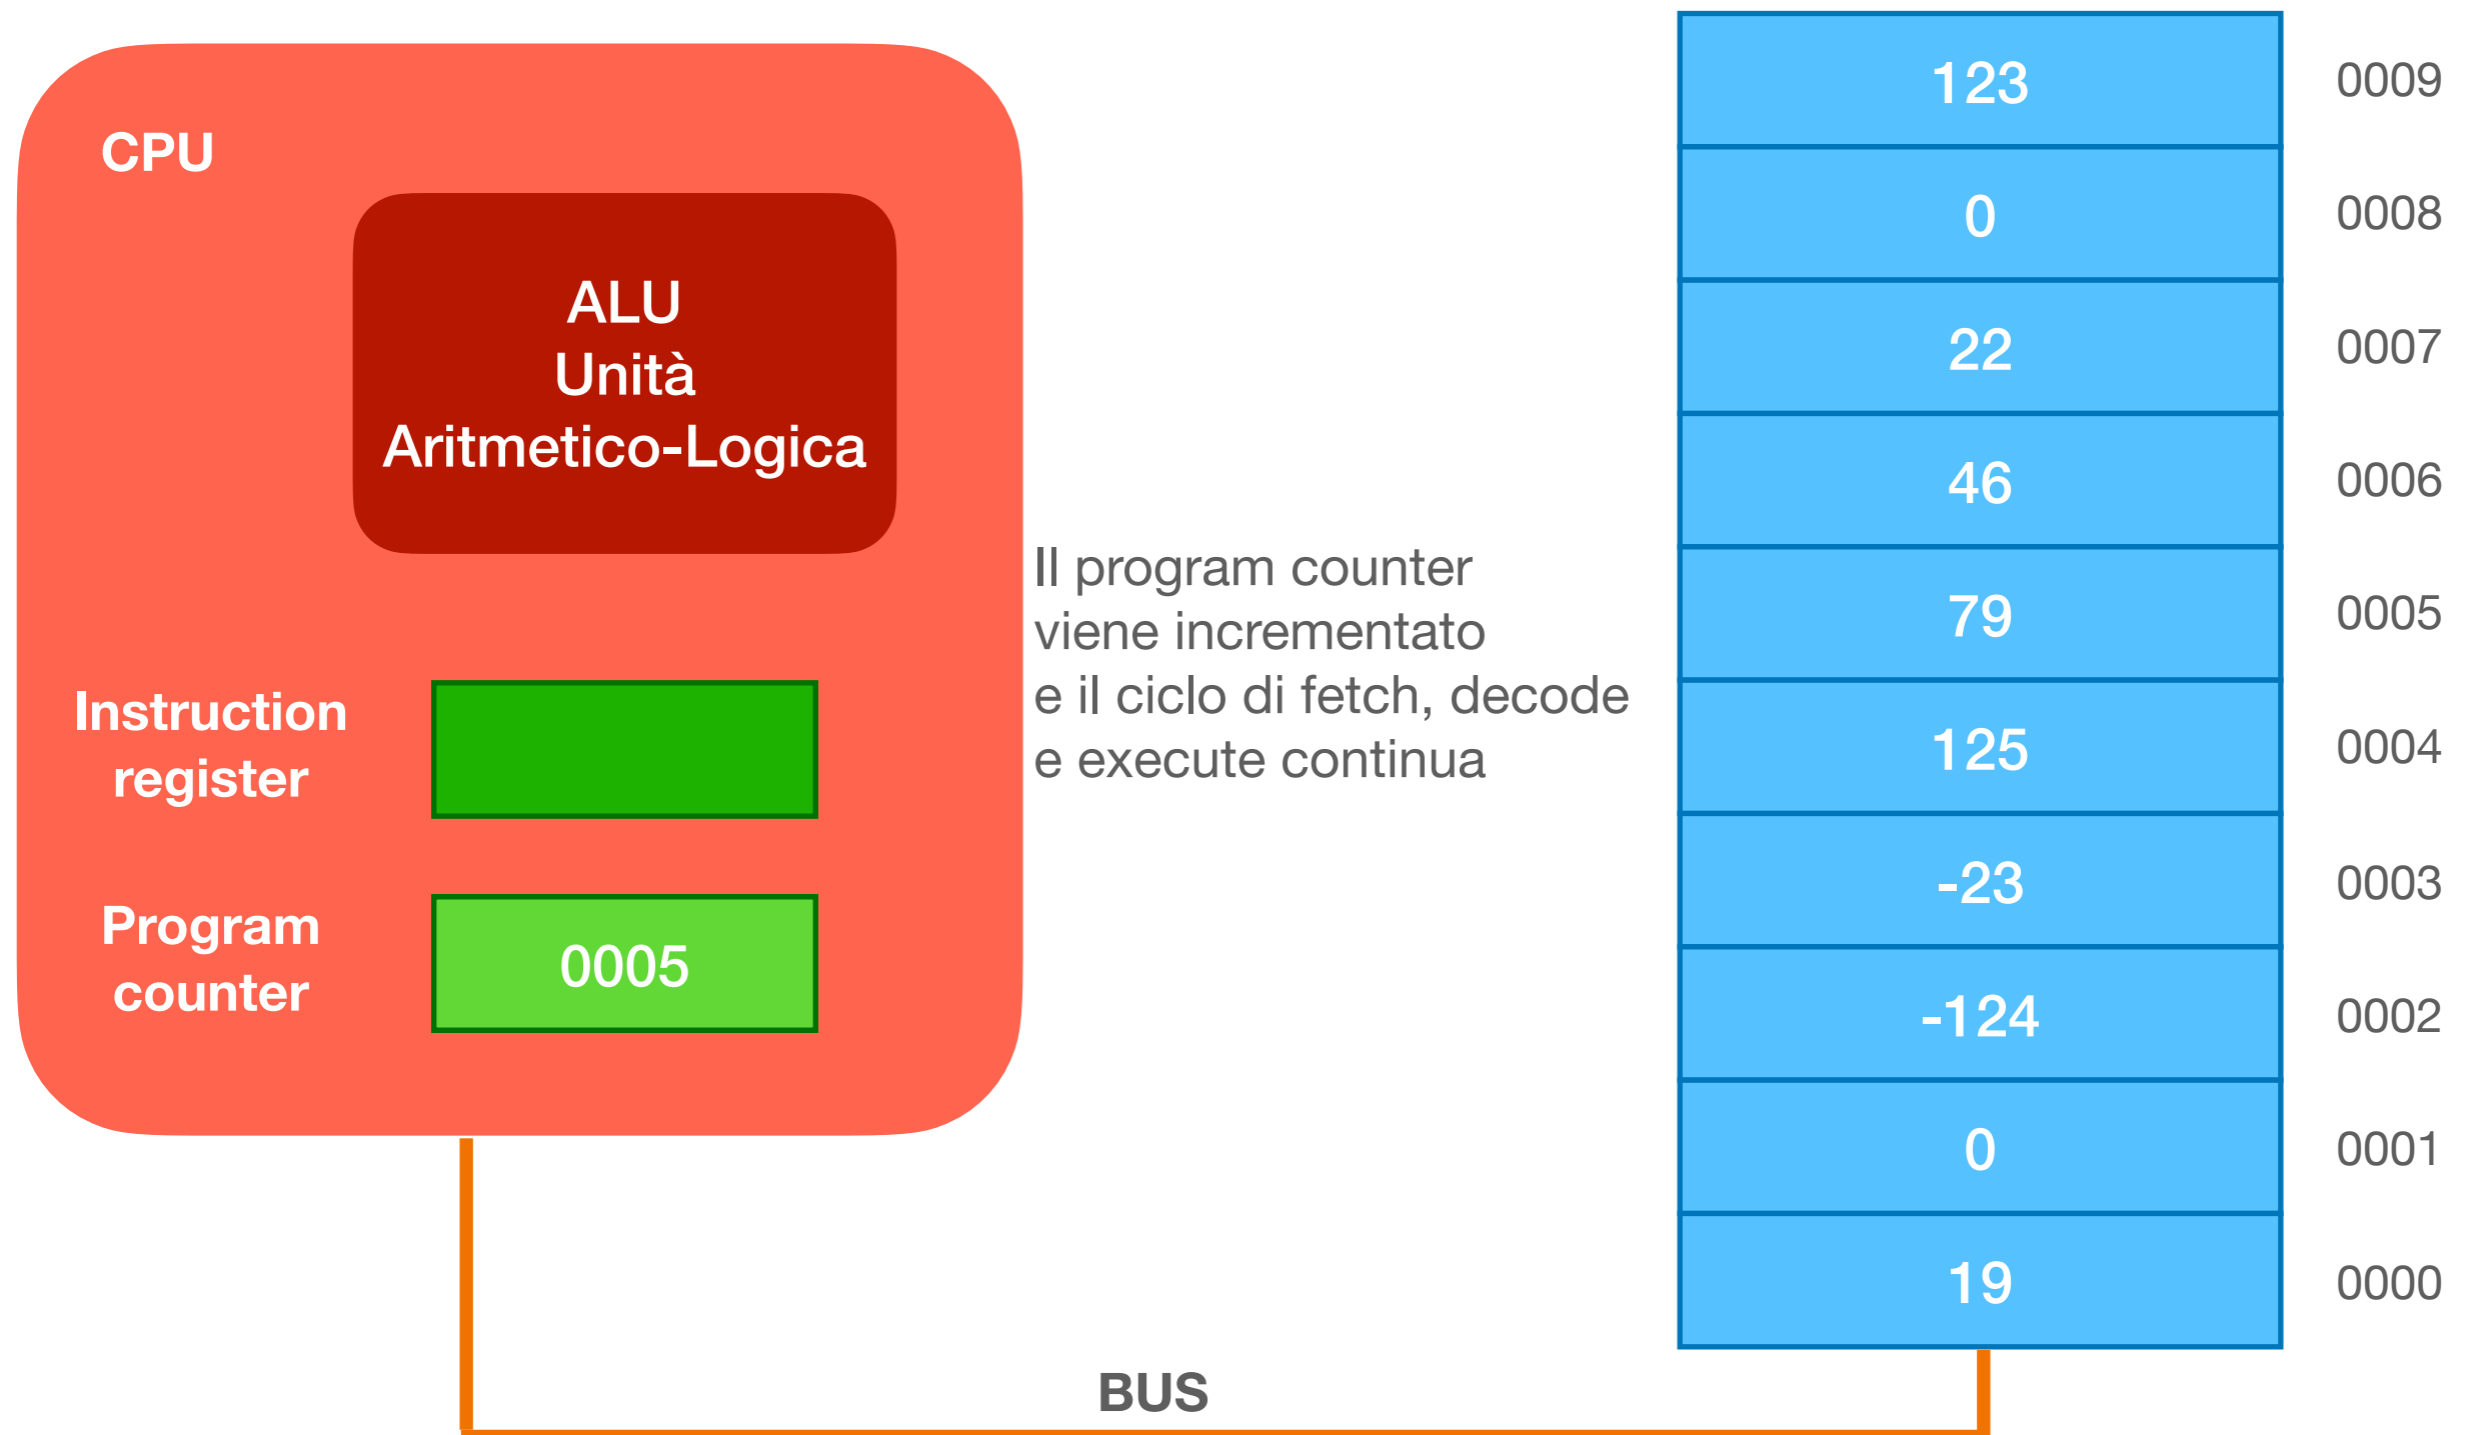 CPU
ALU
Unità
Aritmetico-Logica
Instruction
register
Program
counter
0005
Il program counter
viene incrementato
e il ciclo di fetch, decode
e execute continua
123 0009
0 0008
22 0007
46 0006
79 0005
125 0004
-23 0003
-124 0002
0 0001
19 0000
BUS